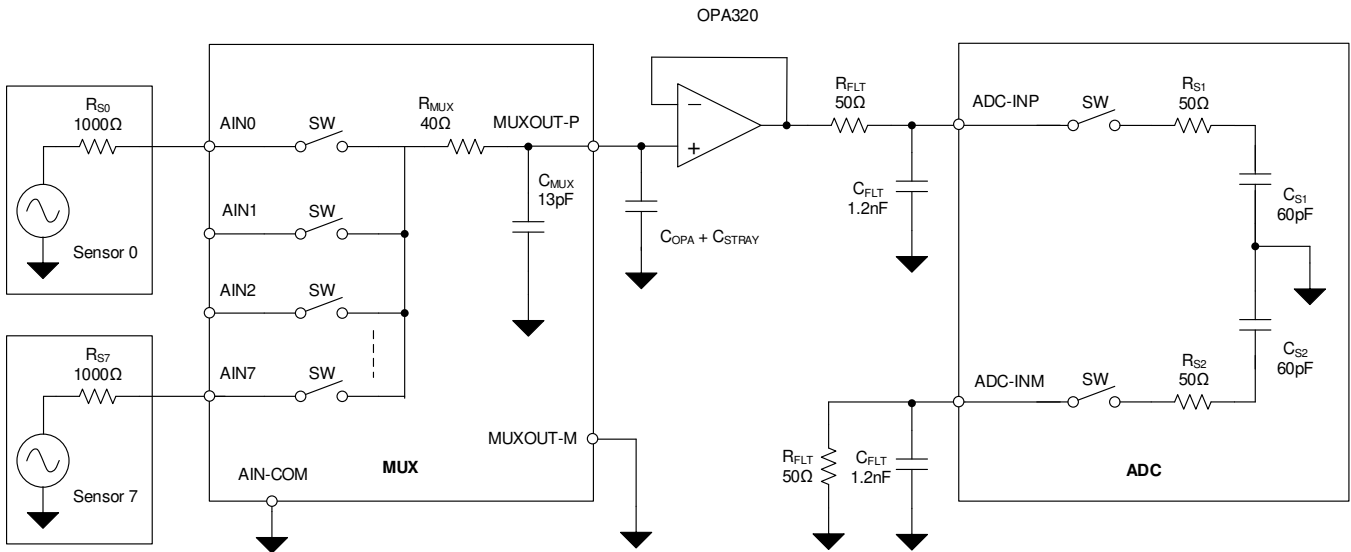 OPA320
RS0
1000Ω
Sensor 0
RS7
1000Ω
Sensor 7
AIN0
SW
AIN1
SW
AIN2
SW
AIN7
SW
RMUX
40Ω
MUXOUT-P
CMUX
13pF
MUXOUT-M
MUX
AIN-COM
COPA + CSTRAY
−
+
RFLT
50Ω
CFLT
1.2nF
RFLT
50Ω
CFLT
1.2nF
ADC-INP
SW
RS1
50Ω
CS1
60pF
CS2
60pF
ADC-INM
SW
RS2
50Ω
ADC